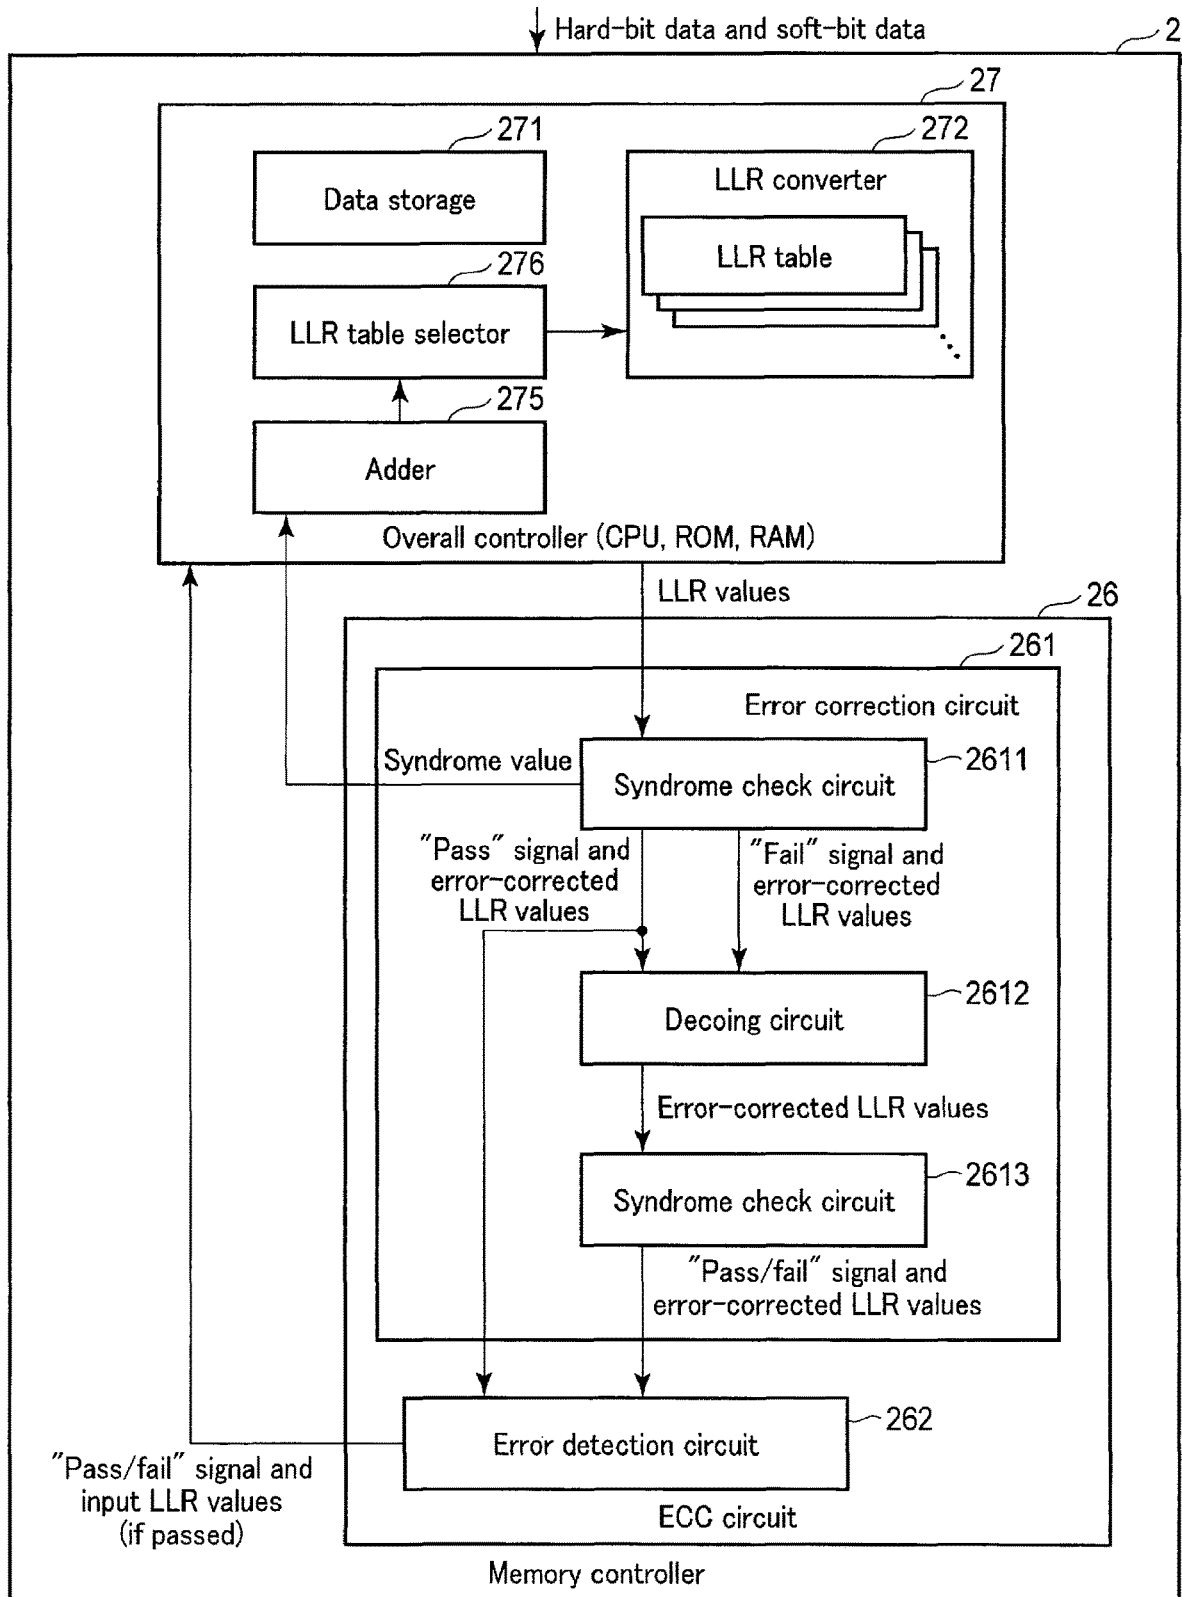 Hard-bit data and soft-bit data
2
27
271
272
Data storage
LLR converter
LLR table
276
LLR table selector
275
Adder
Overall controller (CPU, ROM, RAM)
LLR values
26
261
Error correction circuit
Syndrome value
2611
Syndrome check circuit
"Pass" signal and
error-corrected
LLR values
"Fail" signal and
error-corrected
LLR values
2612
Decoing circuit
Error-corrected LLR values
2613
Syndrome check circuit
"Pass/fail" signal and
error-corrected LLR values
262
Error detection circuit
"Pass/fail" signal and
input LLR values
(if passed)
ECC circuit
Memory controller